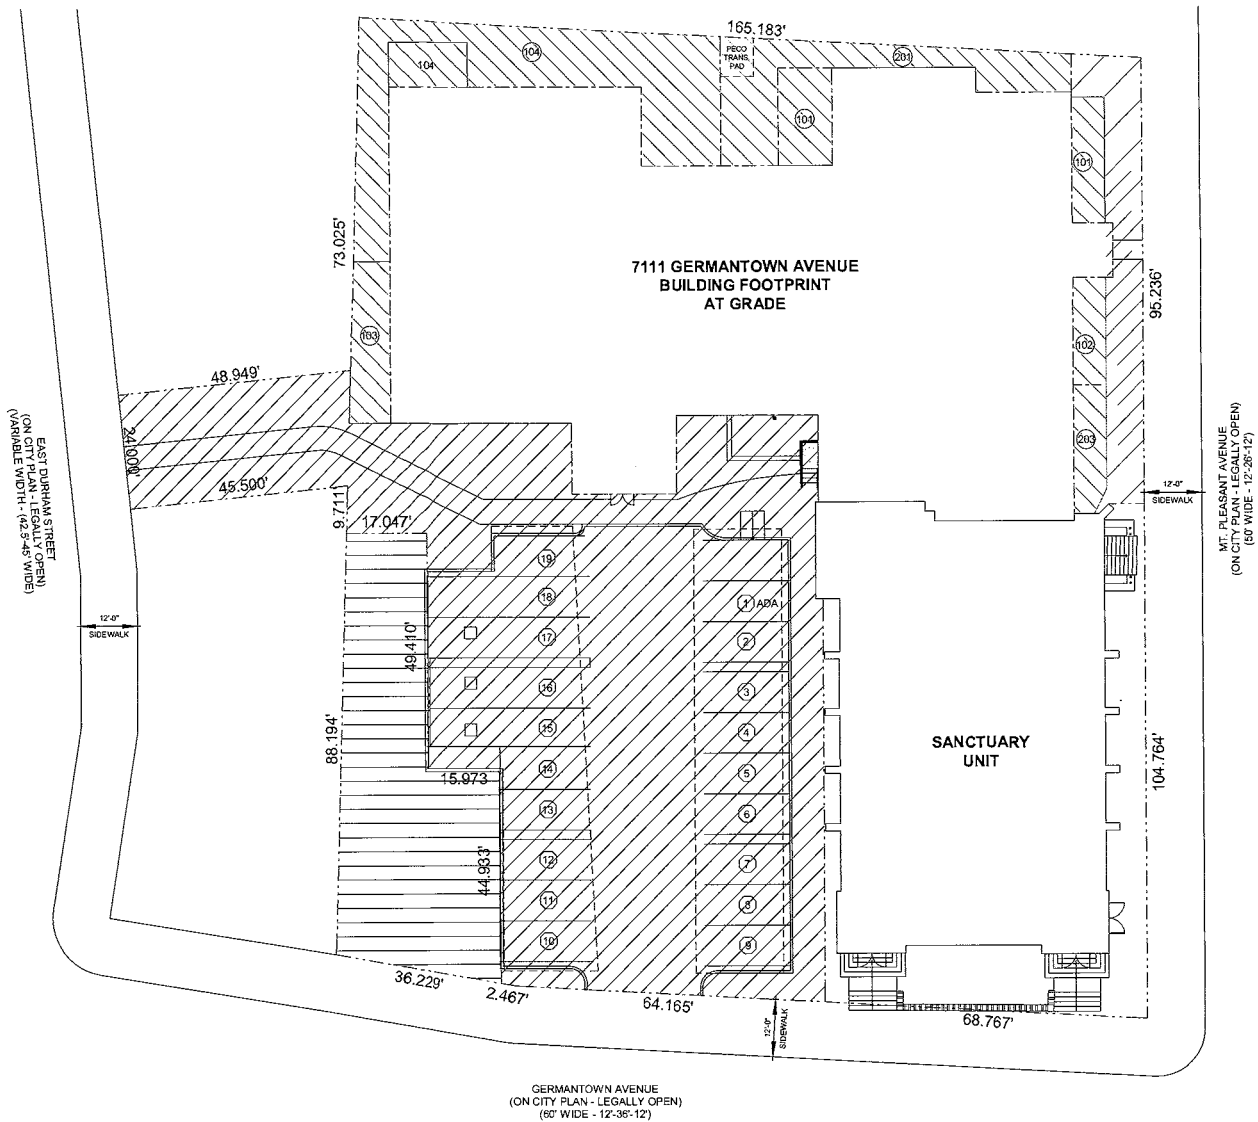 165.183'
PECO
TRANS.
PAD
104
104
201
101
101
73.025'
7111 GERMANTOWN AVENUE
BUILDING FOOTPRINT
AT GRADE
95.236'
103
102
203
48.949'
24.000'
45.500'
9.711'
17.047'
EAST DURHAM STREET
(ON CITY PLAN - LEGALLY OPEN)
(VARIABLE WIDTH - (42.5'-45' WIDE)
MT. PLEASANT AVENUE
(ON CITY PLAN - LEGALLY OPEN)
(50' WIDE - 12'-26'-12')
12'-0"
SIDEWALK
12'-0"
SIDEWALK
19
18
17
16
15
14
13
12
11
10
1 ADA
2
3
4
5
6
7
8
9
49.410'
88.194'
15.973
44.933'
SANCTUARY
UNIT
104.764'
36.229'
2.467'
64.165'
68.767'
12'-0"
SIDEWALK
GERMANTOWN AVENUE
(ON CITY PLAN - LEGALLY OPEN)
(60' WIDE - 12'-36'-12')